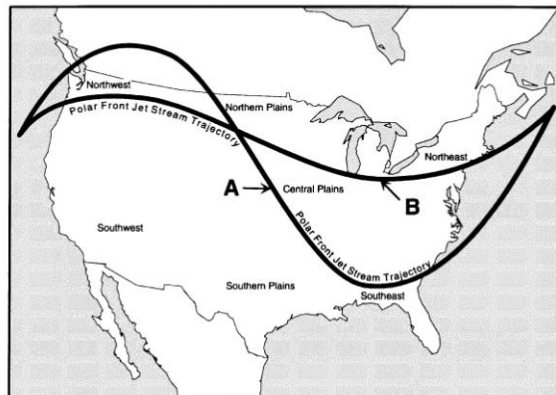 Northwest
Polar Front Jet Stream Trajectory
Northern Plains
Northeast
A
Central Plains
B
Southwest
Polar Front Jet Stream Trajectory
Southern Plains
Southeast